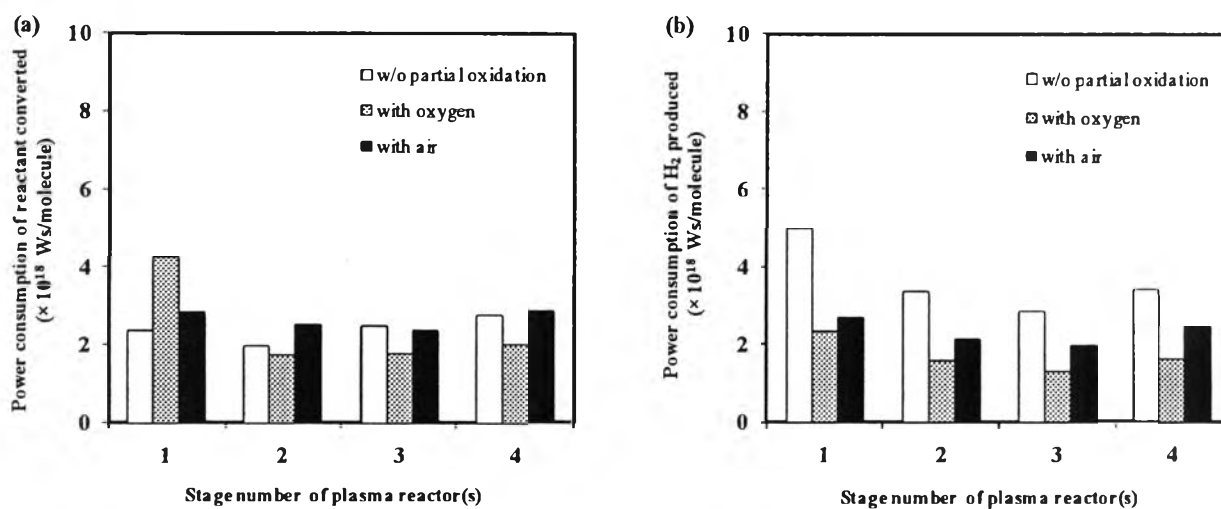 (a)
Power consumption of reactant converted
(× 10¹⁸ Ws/molecule)
10
8
6
4
2
0
w/o partial oxidation
with oxygen
with air
1 2 3 4
Stage number of plasma reactor(s)
(b)
Power consumption of H₂ produced
(× 10¹⁸ Ws/molecule)
10
8
6
4
2
0
w/o partial oxidation
with oxygen
with air
1 2 3 4
Stage number of plasma reactor(s)